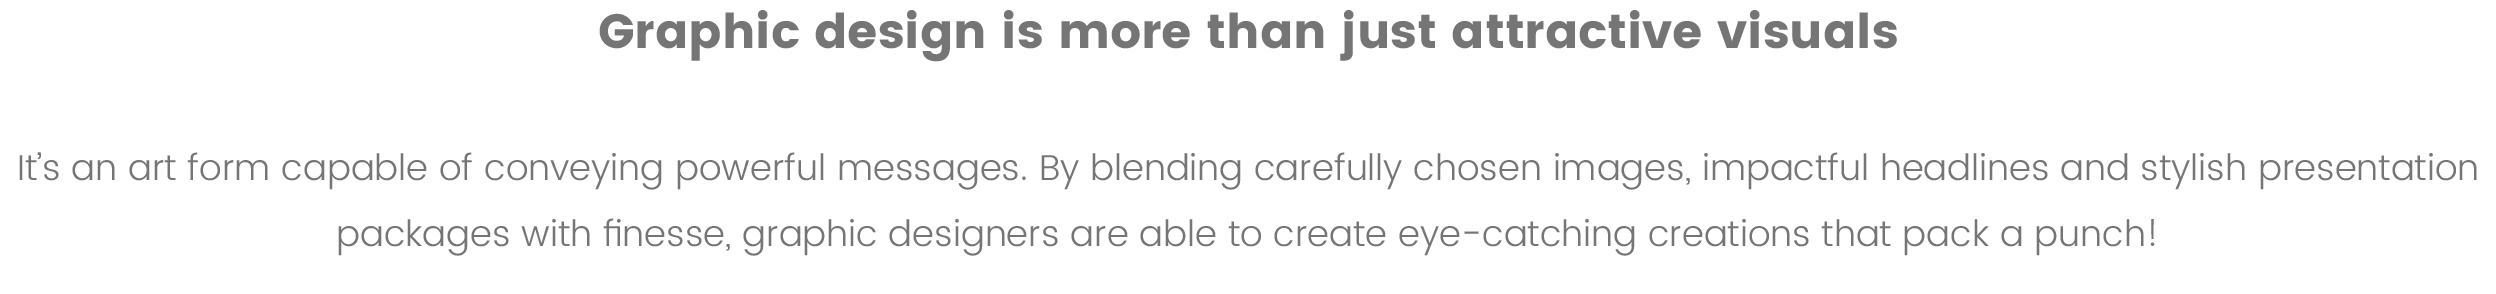 Graphic design is more than just attractive visuals
It’s an art form capable of conveying powerful messages. By blending carefully chosen images, impactful headlines and stylish presentation
packages with finesse, graphic designers are able to create eye-catching creations that pack a punch!